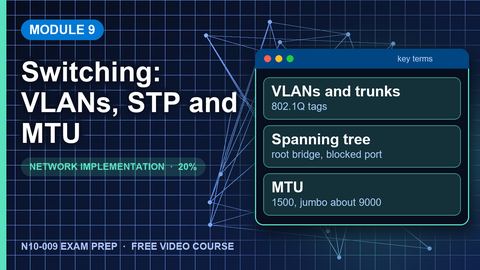 MODULE 9
Switching:
VLANs, STP and
MTU
NETWORK IMPLEMENTATION · 20%
N10-009 EXAM PREP · FREE VIDEO COURSE
key terms
VLANs and trunks
802.1Q tags
Spanning tree
root bridge, blocked port
MTU
1500, jumbo about 9000